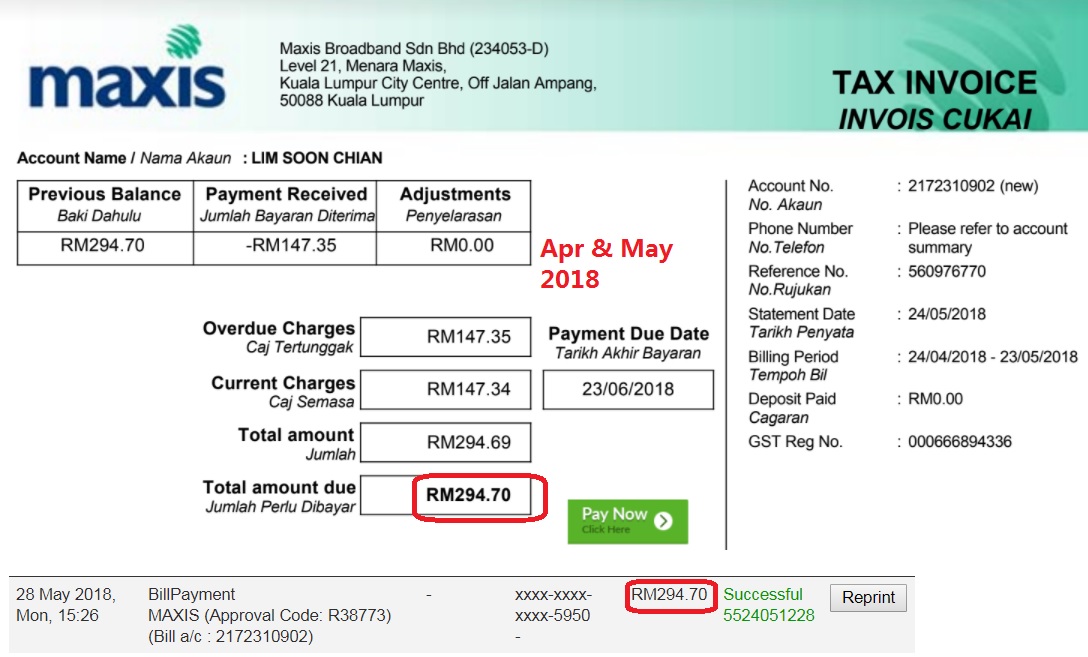 maxis
Maxis Broadband Sdn Bhd (234053-D)
Level 21, Menara Maxis,
Kuala Lumpur City Centre, Off Jalan Ampang,
50088 Kuala Lumpur
TAX INVOICE
INVOIS CUKAI
Account Name / Nama Akaun : LIM SOON CHIAN
Previous Balance Payment Received Adjustments
Baki Dahulu Jumlah Bayaran Diterima Penyelarasan
RM294.70 -RM147.35 RM0.00
Apr & May
2018
Overdue Charges RM147.35
Caj Tertunggak
Current Charges RM147.34
Caj Semasa
Total amount RM294.69
Jumlah
Total amount due RM294.70
Jumlah Perlu Dibayar
Payment Due Date
Tarikh Akhir Bayaran
23/06/2018
Pay Now
Click Here
Account No. : 2172310902 (new)
No. Akaun
Phone Number : Please refer to account
No.Telefon summary
Reference No. : 560976770
No.Rujukan
Statement Date : 24/05/2018
Tarikh Penyata
Billing Period : 24/04/2018 - 23/05/2018
Tempoh Bil
Deposit Paid : RM0.00
Cagaran
GST Reg No. : 000666894336
28 May 2018, BillPayment - xxxx-xxxx- RM294.70 Successful Reprint
Mon, 15:26 MAXIS (Approval Code: R38773) xxxx-5950 5524051228
(Bill a/c : 2172310902) -